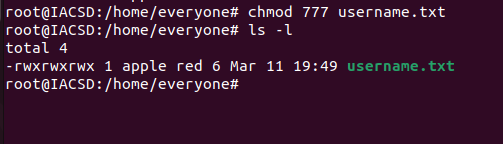 root@IACSD:/home/everyone# chmod 777 username.txt
root@IACSD:/home/everyone# ls -l
total 4
-rwxrwxrwx 1 apple red 6 Mar 11 19:49 username.txt
root@IACSD:/home/everyone#